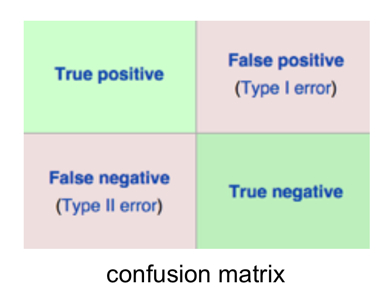 True positive
False positive
(Type I error)
False negative
(Type II error)
True negative
confusion matrix